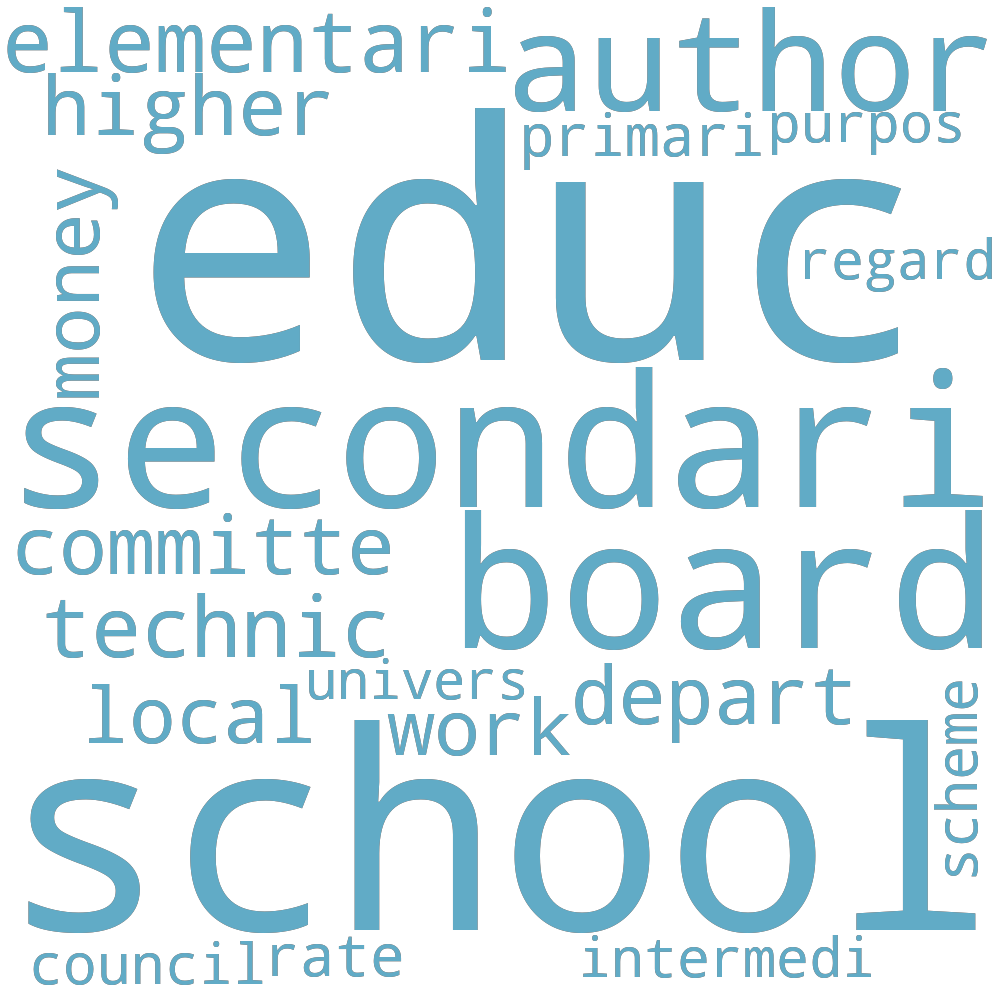 elementari
author
higher
primari
purpos
educ
money
regard
secondari
committe
board
technic
univers
depart
local
work
scheme
school
council
rate
intermedi